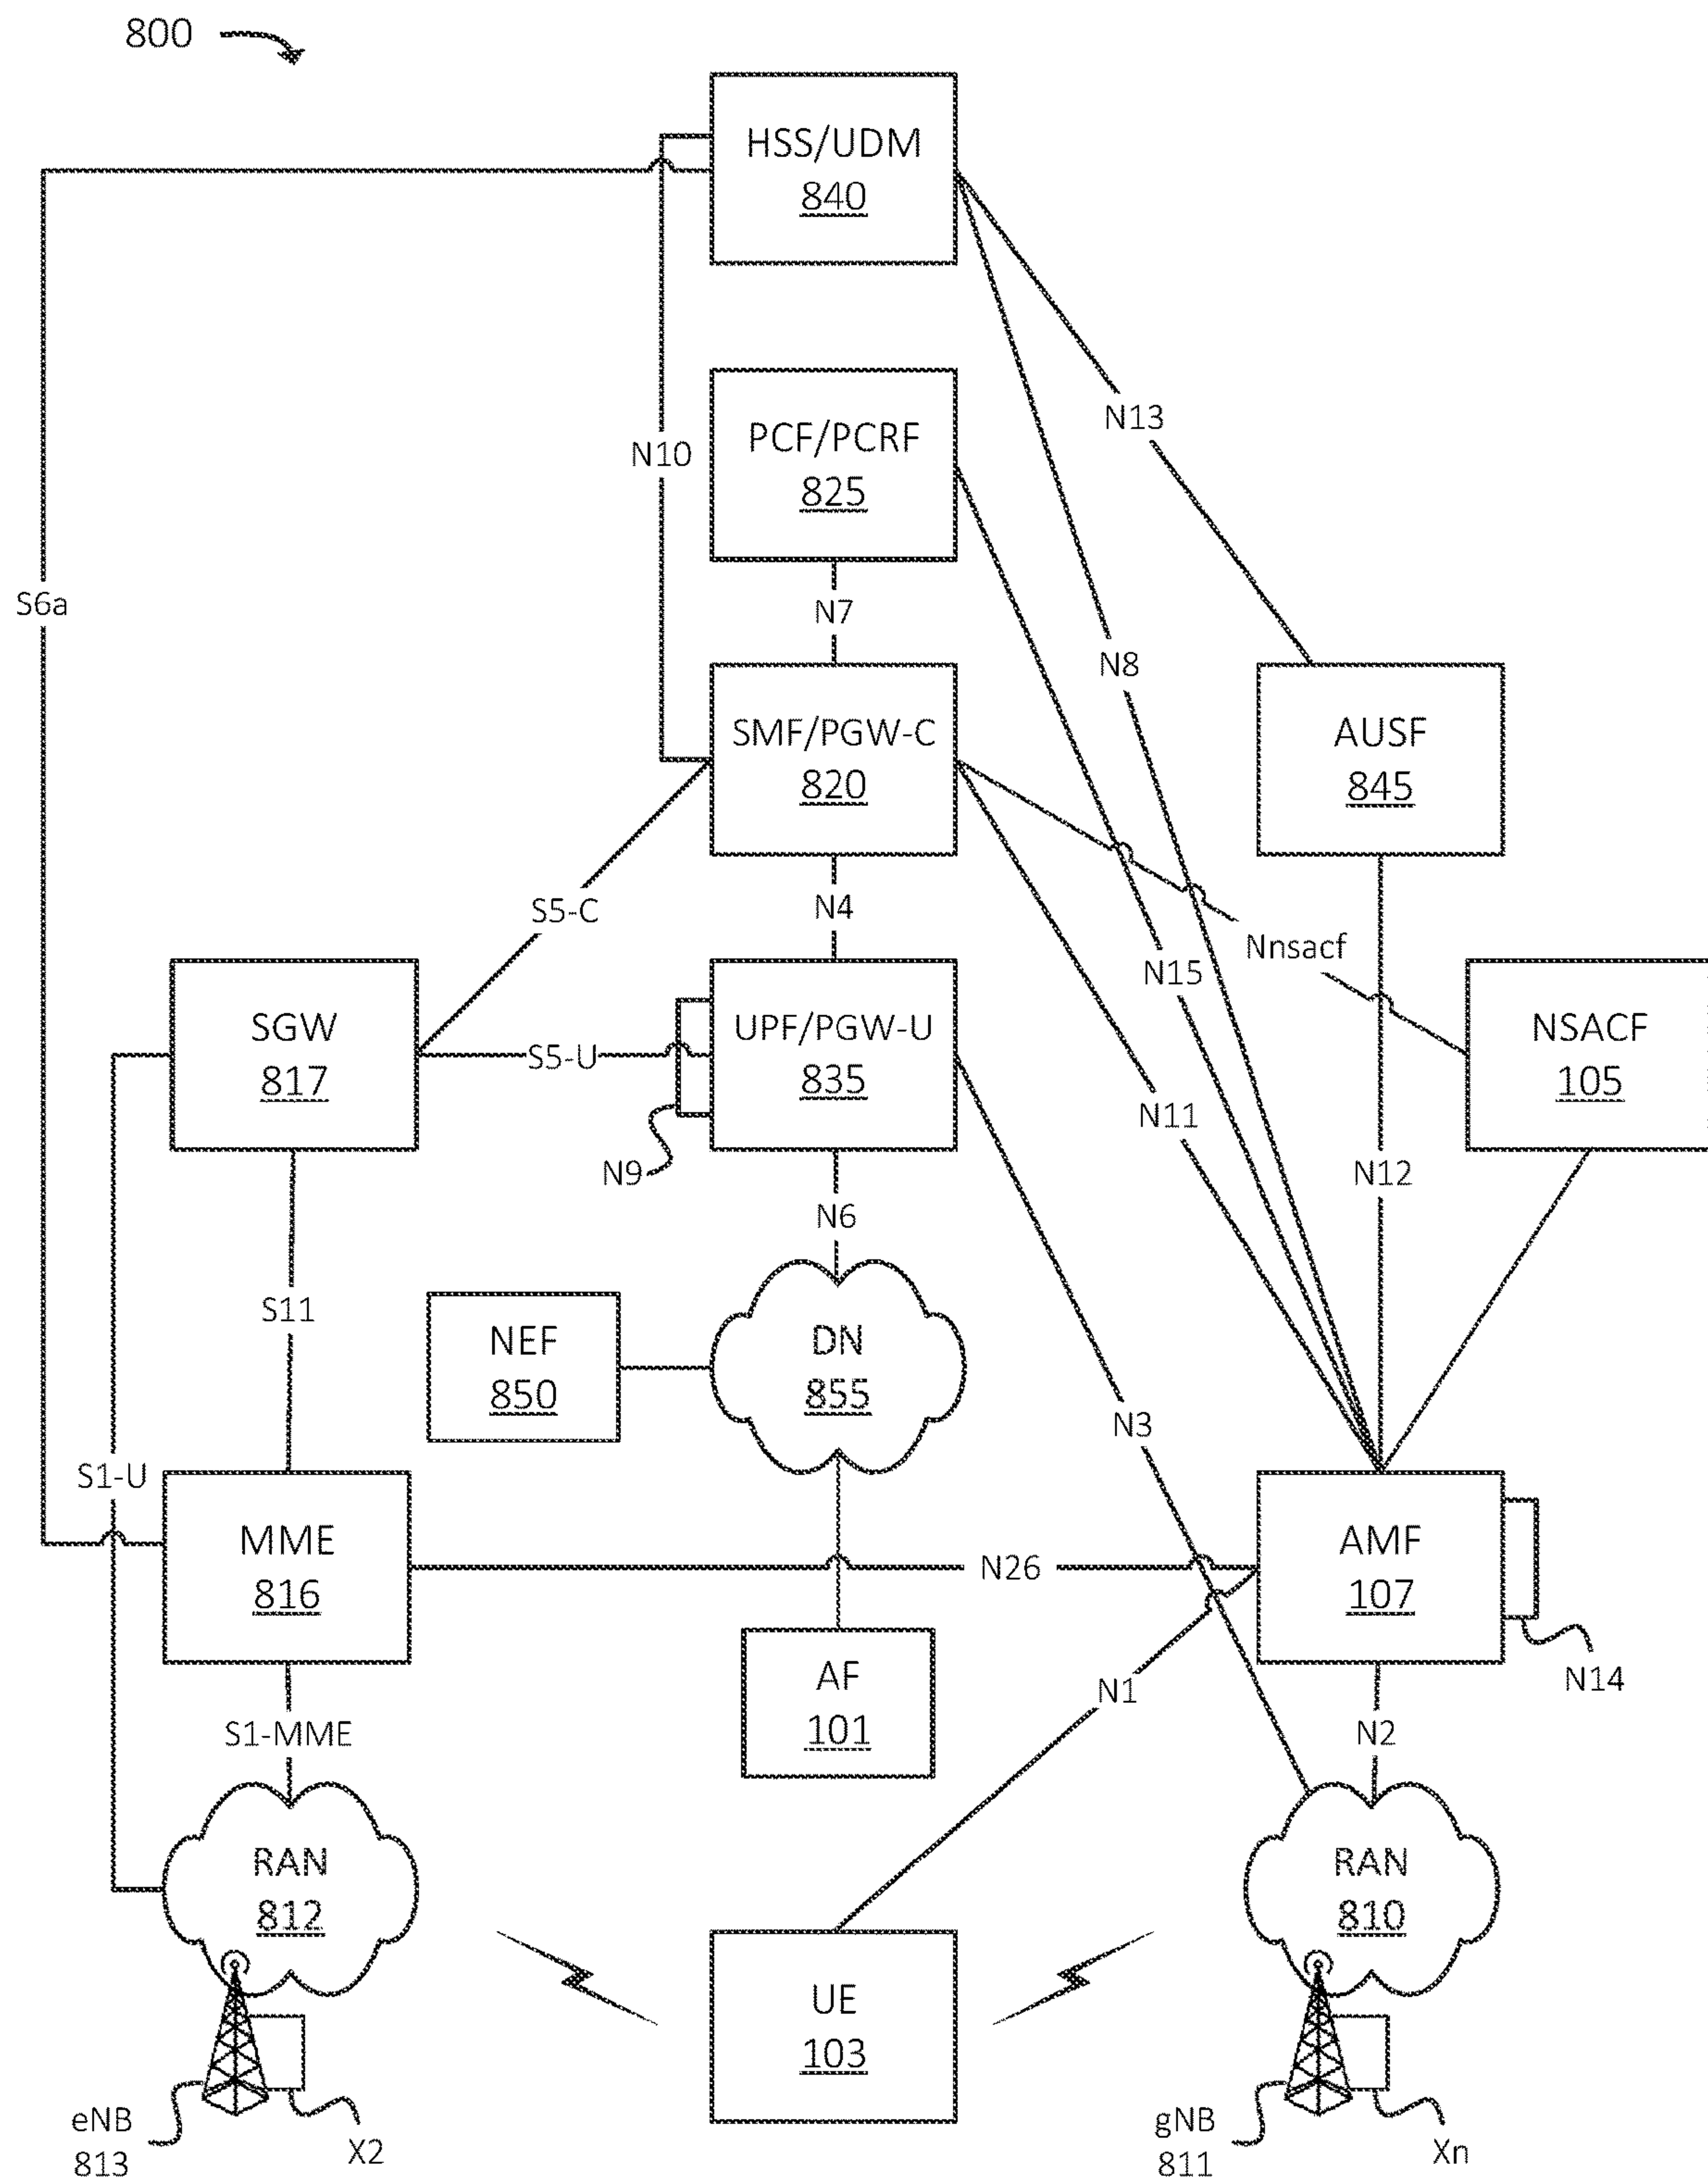 800
HSS/UDM
840
N13
PCF/PCRF
825
N10
N7
S6a
N8
SMF/PGW-C
820
AUSF
845
S5-C
N4
Nnsacf
N15
SGW
817
S5-U
UPF/PGW-U
835
NSACF
105
N11
N9
N12
N6
S11
NEF
850
DN
855
N3
S1-U
MME
816
N26
AMF
107
AF
101
N1
N14
S1-MME
N2
RAN
812
RAN
810
UE
103
eNB
813
X2
gNB
811
Xn